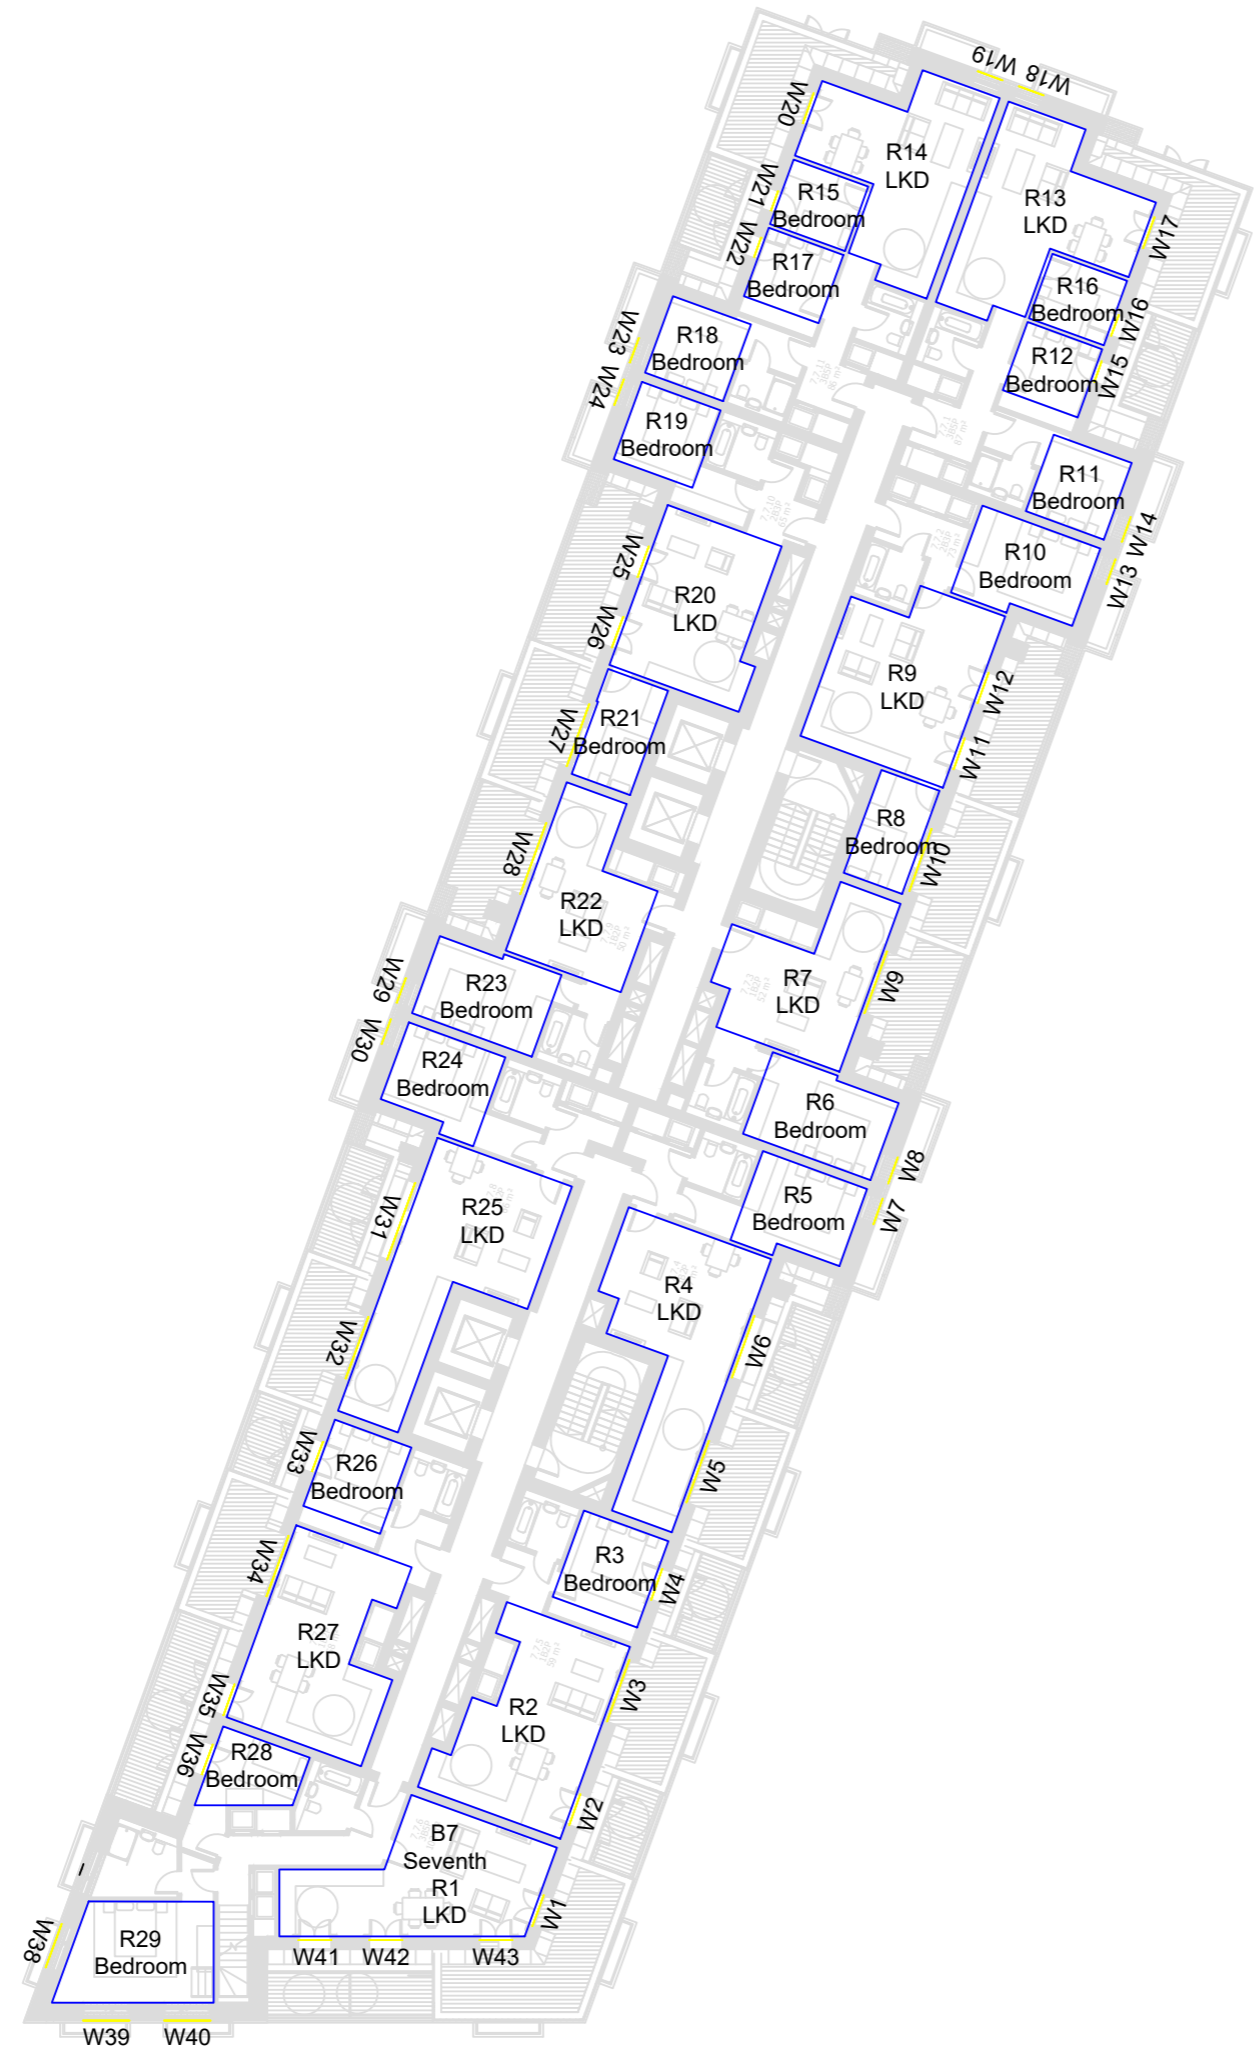 W19
W18
W20
R14
LKD
R13
LKD
W17
W21
R15
Bedroom
W22
R17
Bedroom
R16
Bedroom
W16
R12
Bedroom
W15
W23
R18
Bedroom
W24
R19
Bedroom
R11
Bedroom
W14
R10
Bedroom
W13
W25
R20
LKD
W26
R9
LKD
W12
W11
R21
Bedroom
W27
R8
Bedroom
W10
W28
R22
LKD
R7
LKD
W9
W29
R23
Bedroom
W30
R24
Bedroom
R6
Bedroom
W8
R5
Bedroom
W7
W31
R25
LKD
R4
LKD
W6
W32
W5
W33
R26
Bedroom
R3
Bedroom
W4
W34
R27
LKD
W35
R2
LKD
W3
W36
R28
Bedroom
W2
B7
Seventh
R1
LKD
W1
W38
R29
Bedroom
W41
W42
W43
W39
W40